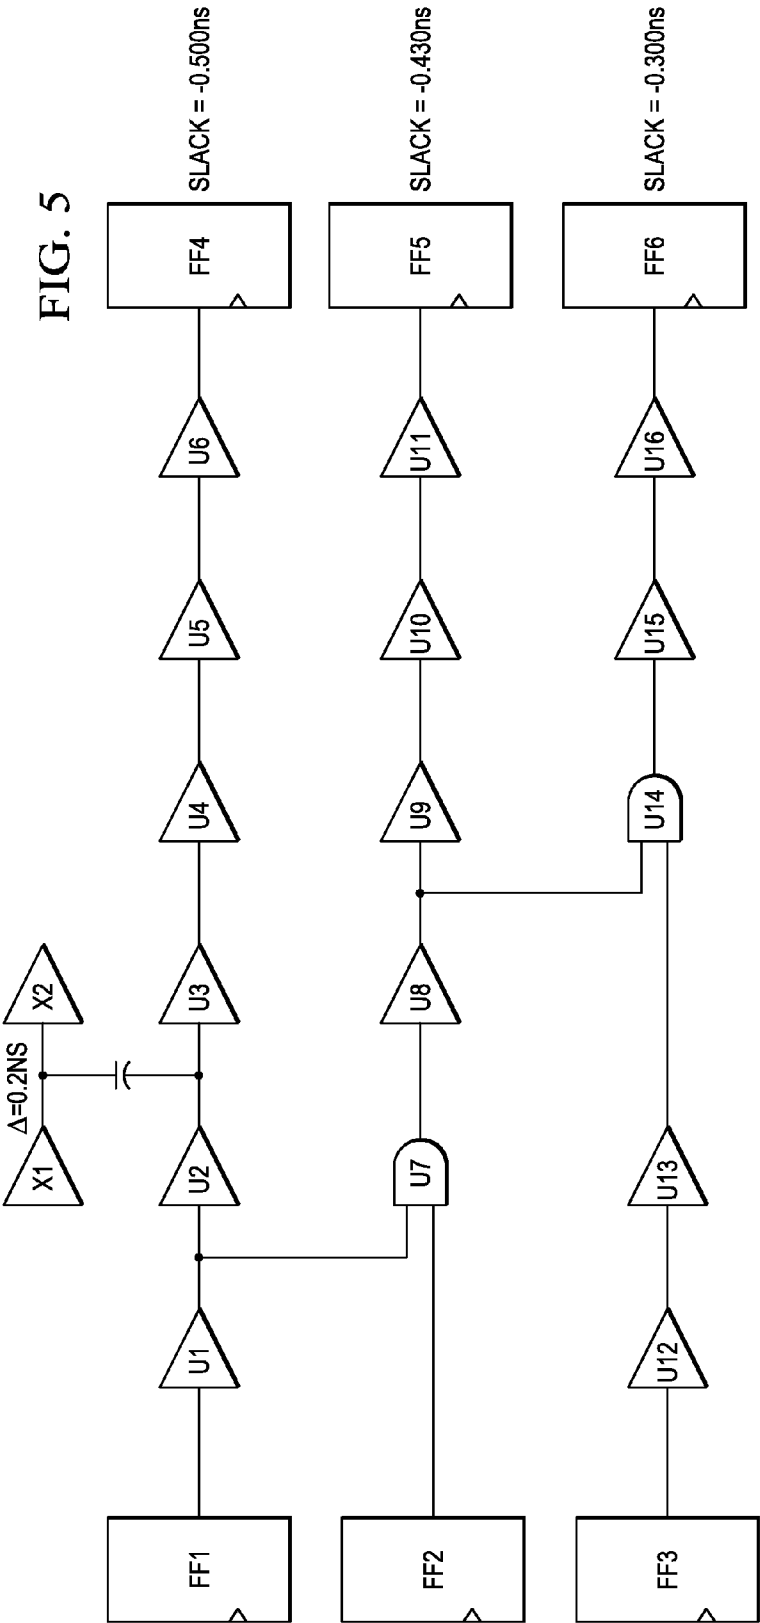 FIG. 5
X1
Δ=0.2NS
X2
FF1
U1
U2
U3
U4
U5
U6
FF4
SLACK = -0.500ns
FF2
U7
U8
U9
U10
U11
FF5
SLACK = -0.430ns
FF3
U12
U13
U14
U15
U16
FF6
SLACK = -0.300ns